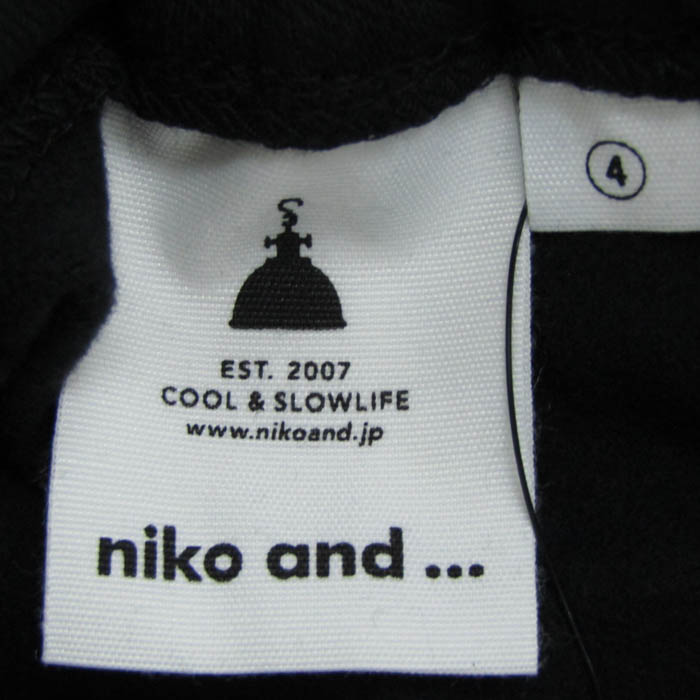 4
EST. 2007
COOL & SLOWLIFE
www.nikoand.jp
niko and ...